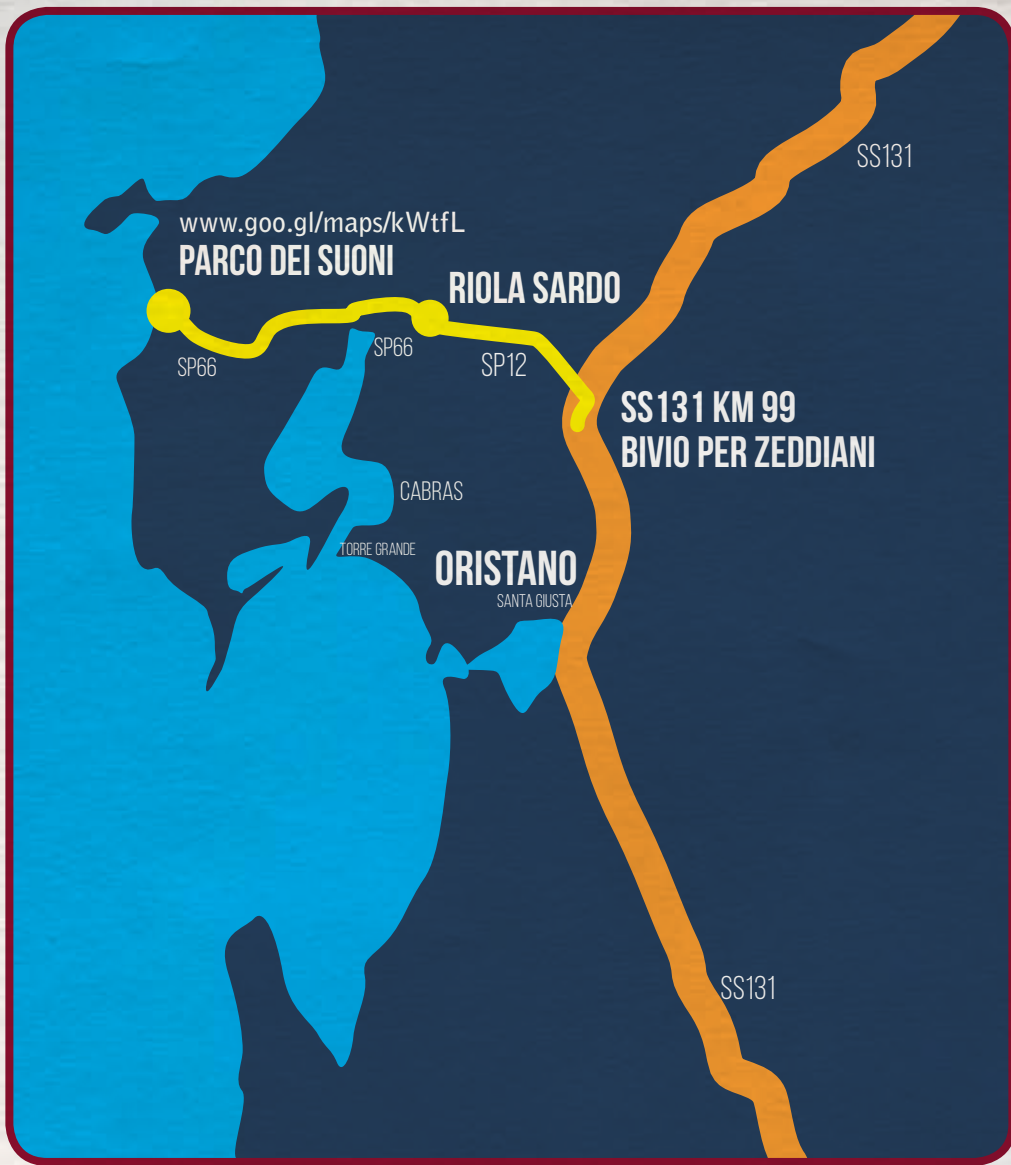 SS131
www.goo.gl/maps/kWtfL
PARCO DEI SUONI
RIOLA SARDO
SP66
SP66
SP12
SS131 KM 99
BIVIO PER ZEDDIANI
CABRAS
TORRE GRANDE
ORISTANO
SANTA GIUSTA
SS131